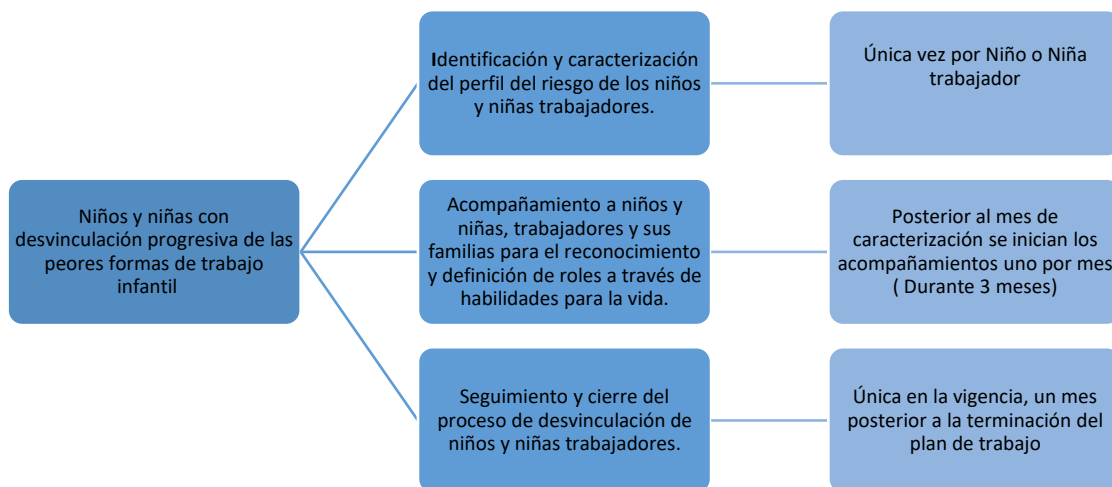 Niños y niñas con
desvinculación progresiva de las
peores formas de trabajo
infantil
Identificación y caracterización
del perfil del riesgo de los niños
y niñas trabajadores.
Única vez por Niño o Niña
trabajador
Acompañamiento a niños y
niñas, trabajadores y sus
familias para el reconocimiento
y definición de roles a través de
habilidades para la vida.
Posterior al mes de
caracterización se inician los
acompañamientos uno por mes
( Durante 3 meses)
Seguimiento y cierre del
proceso de desvinculación de
niños y niñas trabajadores.
Única en la vigencia, un mes
posterior a la terminación del
plan de trabajo